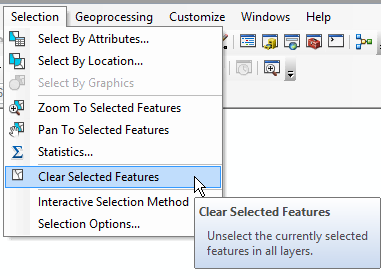 Selection Geoprocessing Customize Windows Help
Select By Attributes...
Select By Location...
Select By Graphics
Zoom To Selected Features
Pan To Selected Features
Statistics...
Clear Selected Features
Interactive Selection Method
Selection Options...
Clear Selected Features
Unselect the currently selected
features in all layers.